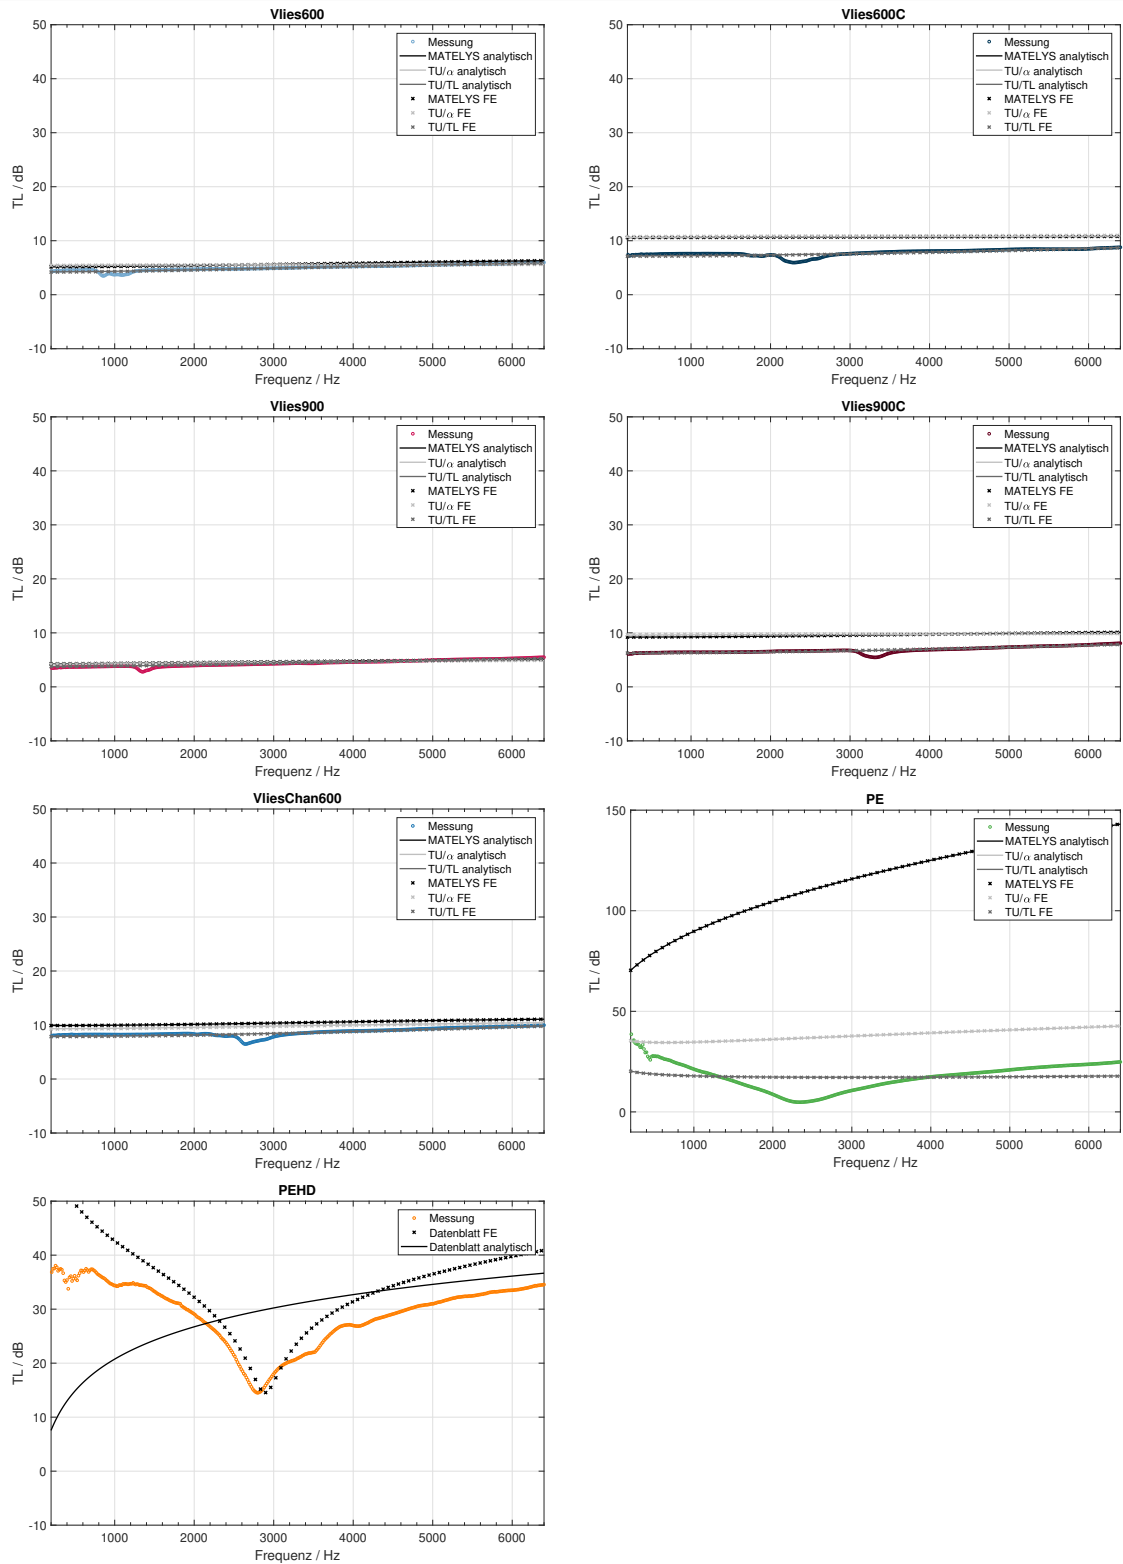 Vlies600
50
40
30
20
10
0
-10
TL / dB
1000 2000 3000 4000 5000 6000
Frequenz / Hz
Messung
MATELYS analytisch
TU/α analytisch
TU/TL analytisch
MATELYS FE
TU/α FE
TU/TL FE
Vlies600C
50
40
30
20
10
0
-10
TL / dB
1000 2000 3000 4000 5000 6000
Frequenz / Hz
Messung
MATELYS analytisch
TU/α analytisch
TU/TL analytisch
MATELYS FE
TU/α FE
TU/TL FE
Vlies900
50
40
30
20
10
0
-10
TL / dB
1000 2000 3000 4000 5000 6000
Frequenz / Hz
Messung
MATELYS analytisch
TU/α analytisch
TU/TL analytisch
MATELYS FE
TU/α FE
TU/TL FE
Vlies900C
50
40
30
20
10
0
-10
TL / dB
1000 2000 3000 4000 5000 6000
Frequenz / Hz
Messung
MATELYS analytisch
TU/α analytisch
TU/TL analytisch
MATELYS FE
TU/α FE
TU/TL FE
VliesChan600
50
40
30
20
10
0
-10
TL / dB
1000 2000 3000 4000 5000 6000
Frequenz / Hz
Messung
MATELYS analytisch
TU/α analytisch
TU/TL analytisch
MATELYS FE
TU/α FE
TU/TL FE
PE
150
100
50
0
TL / dB
1000 2000 3000 4000 5000 6000
Frequenz / Hz
Messung
MATELYS analytisch
TU/α analytisch
TU/TL analytisch
MATELYS FE
TU/α FE
TU/TL FE
PEHD
50
40
30
20
10
0
-10
TL / dB
1000 2000 3000 4000 5000 6000
Frequenz / Hz
Messung
Datenblatt FE
Datenblatt analytisch